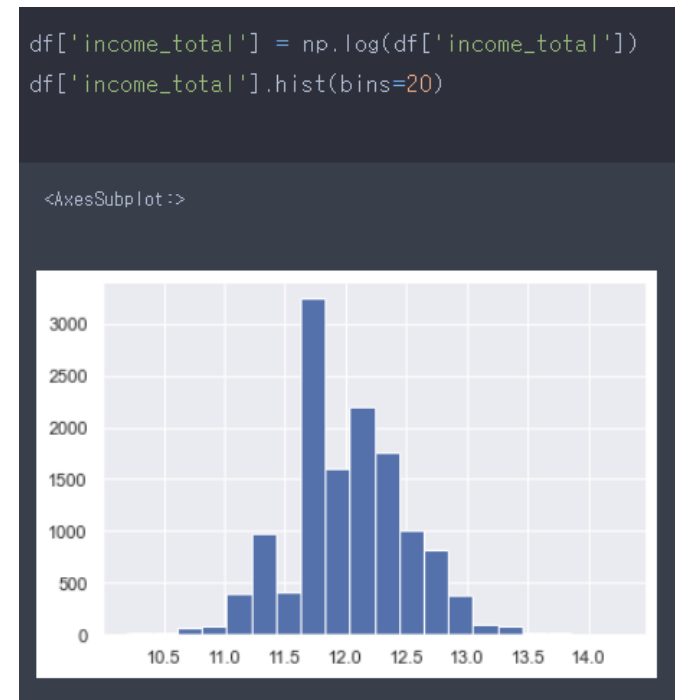 df['income_total'] = np.log(df['income_total'])
df['income_total'].hist(bins=20)
<AxesSubplot:>
3000
2500
2000
1500
1000
500
0
10.5 11.0 11.5 12.0 12.5 13.0 13.5 14.0